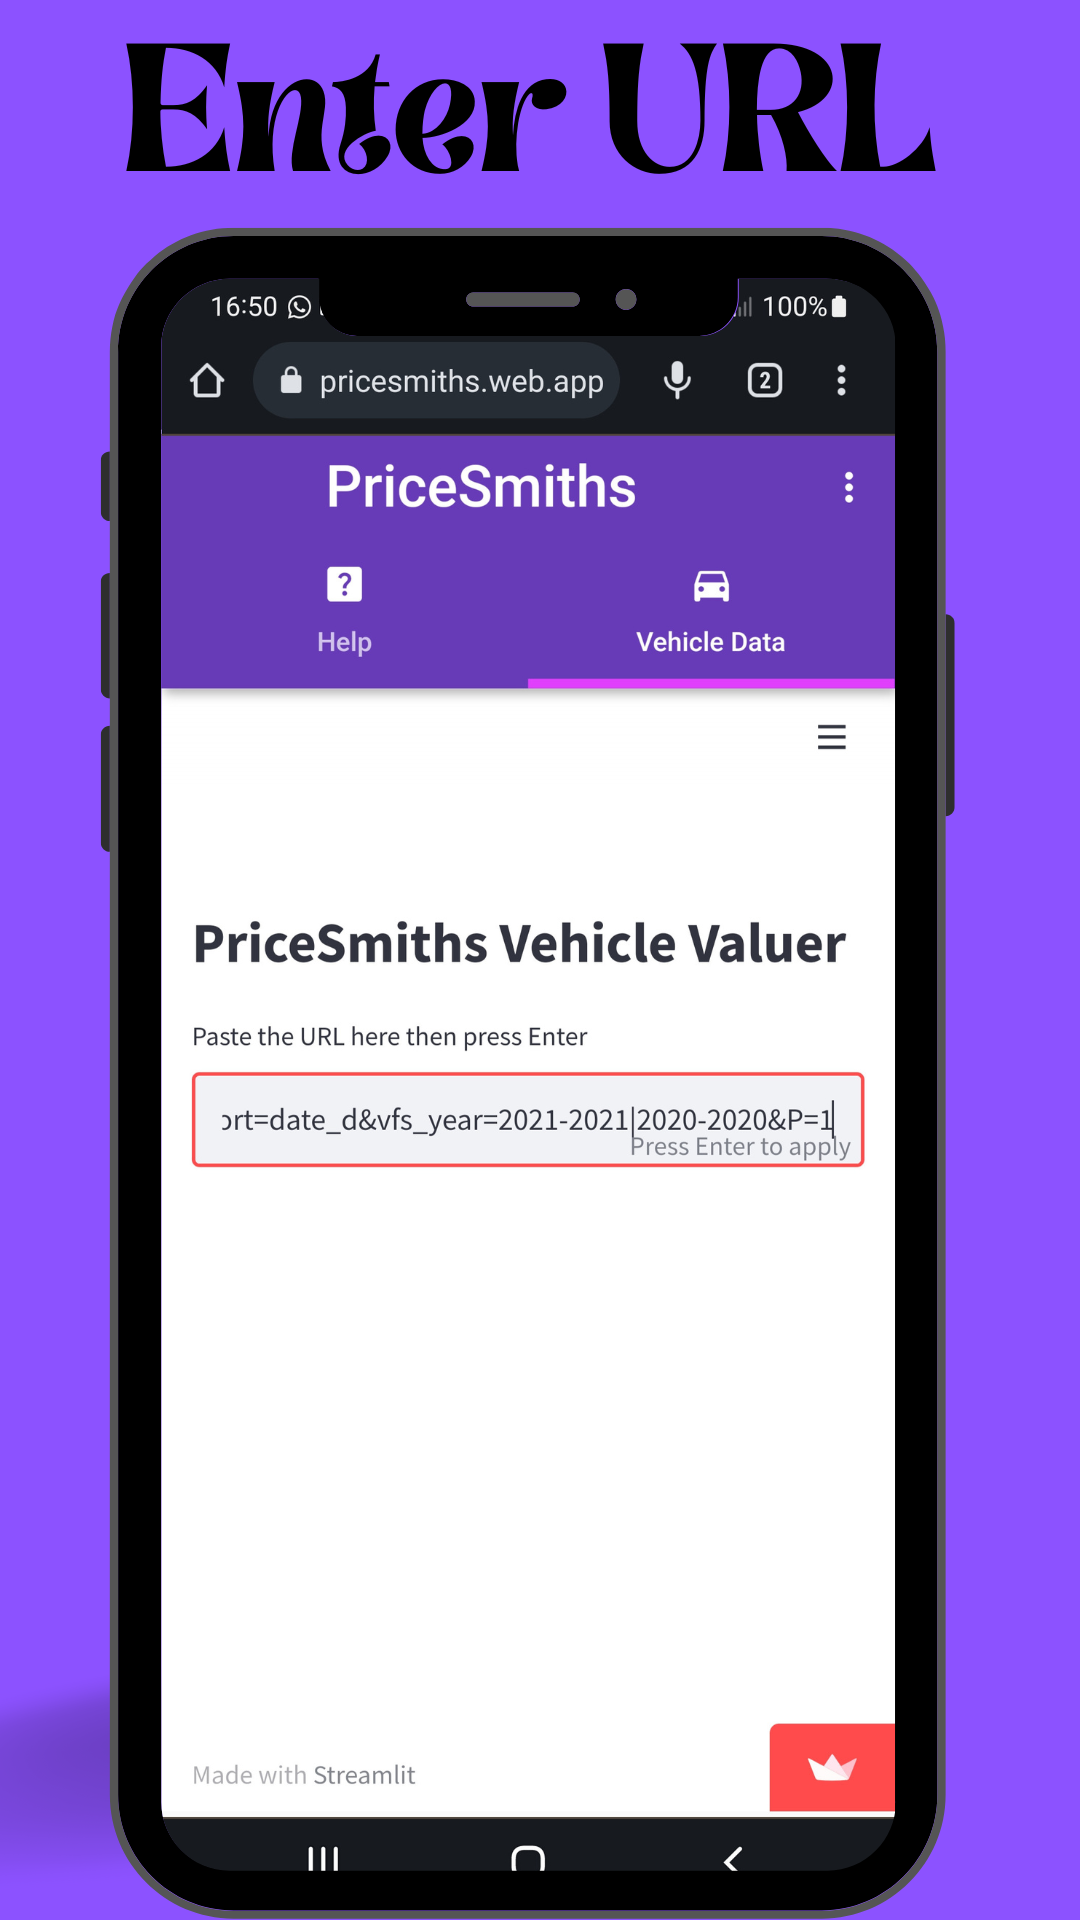 Enter URL
16:50 100%
pricesmiths.web.app 2
PriceSmiths
Help Vehicle Data
PriceSmiths Vehicle Valuer
Paste the URL here then press Enter
ort=date_d&vfs_year=2021-2021|2020-2020&P=1
Press Enter to apply
Made with Streamlit